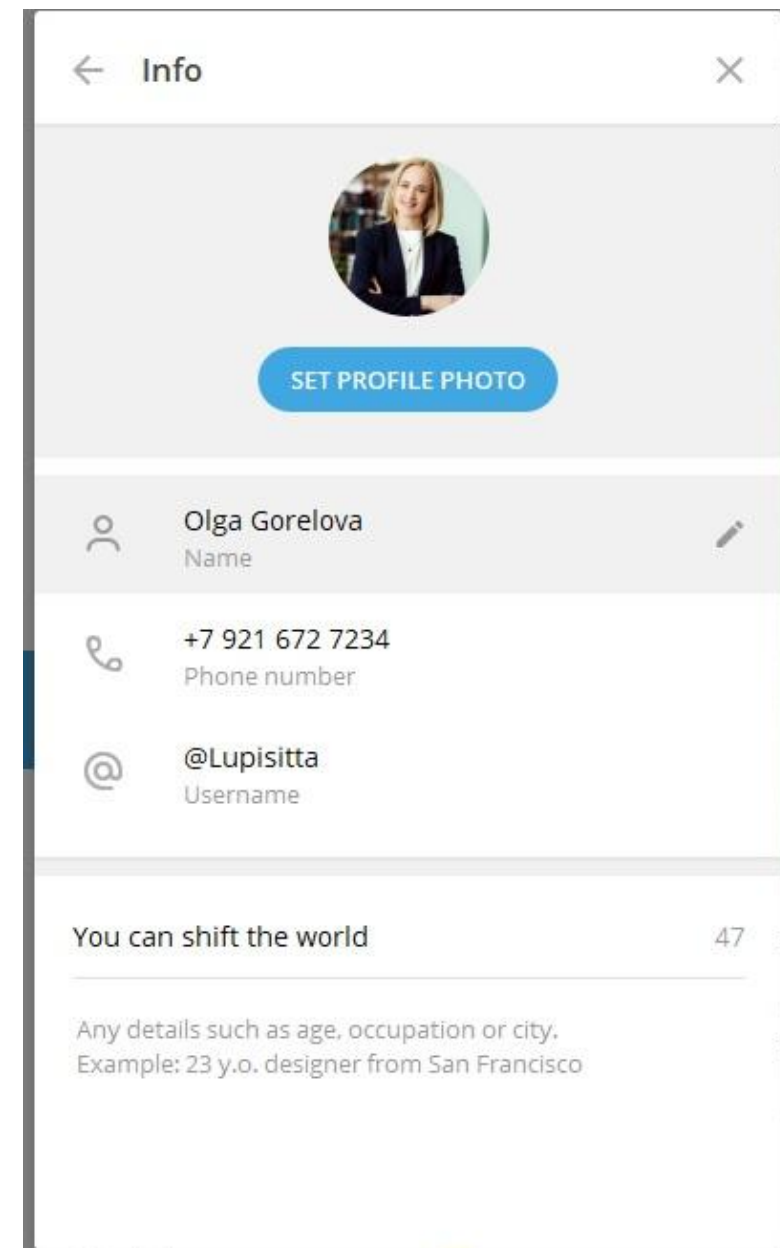 Info
SET PROFILE PHOTO
Olga Gorelova
Name
+7 921 672 7234
Phone number
@Lupisitta
Username
You can shift the world 47
Any details such as age, occupation or city.
Example: 23 y.o. designer from San Francisco